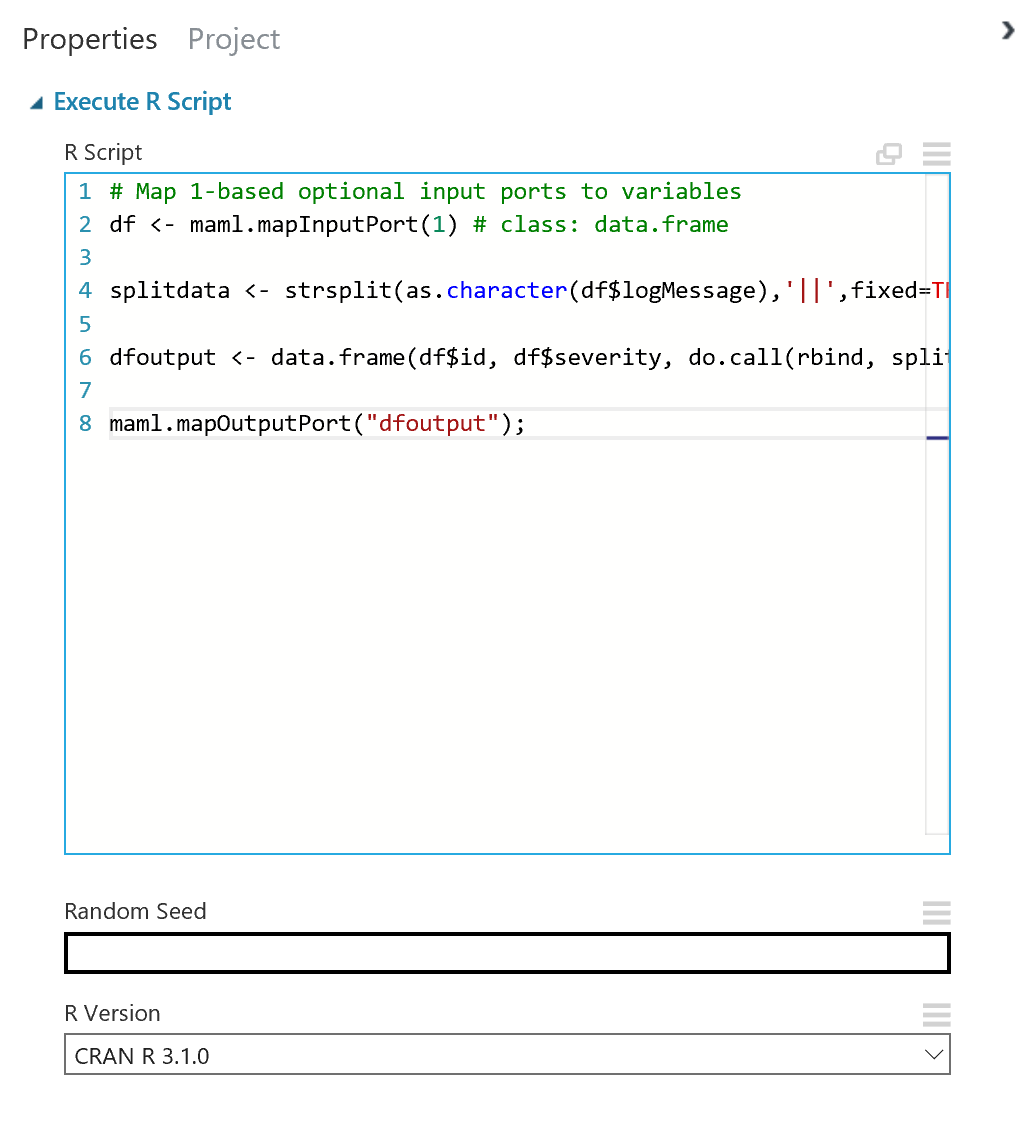 Properties Project
Execute R Script
R Script
1 # Map 1-based optional input ports to variables
2 df <- maml.mapInputPort(1) # class: data.frame
3
4 splitdata <- strsplit(as.character(df$logMessage),'||',fixed=T
5
6 dfoutput <- data.frame(df$id, df$severity, do.call(rbind, spli
7
8 maml.mapOutputPort("dfoutput");
Random Seed
R Version
CRAN R 3.1.0